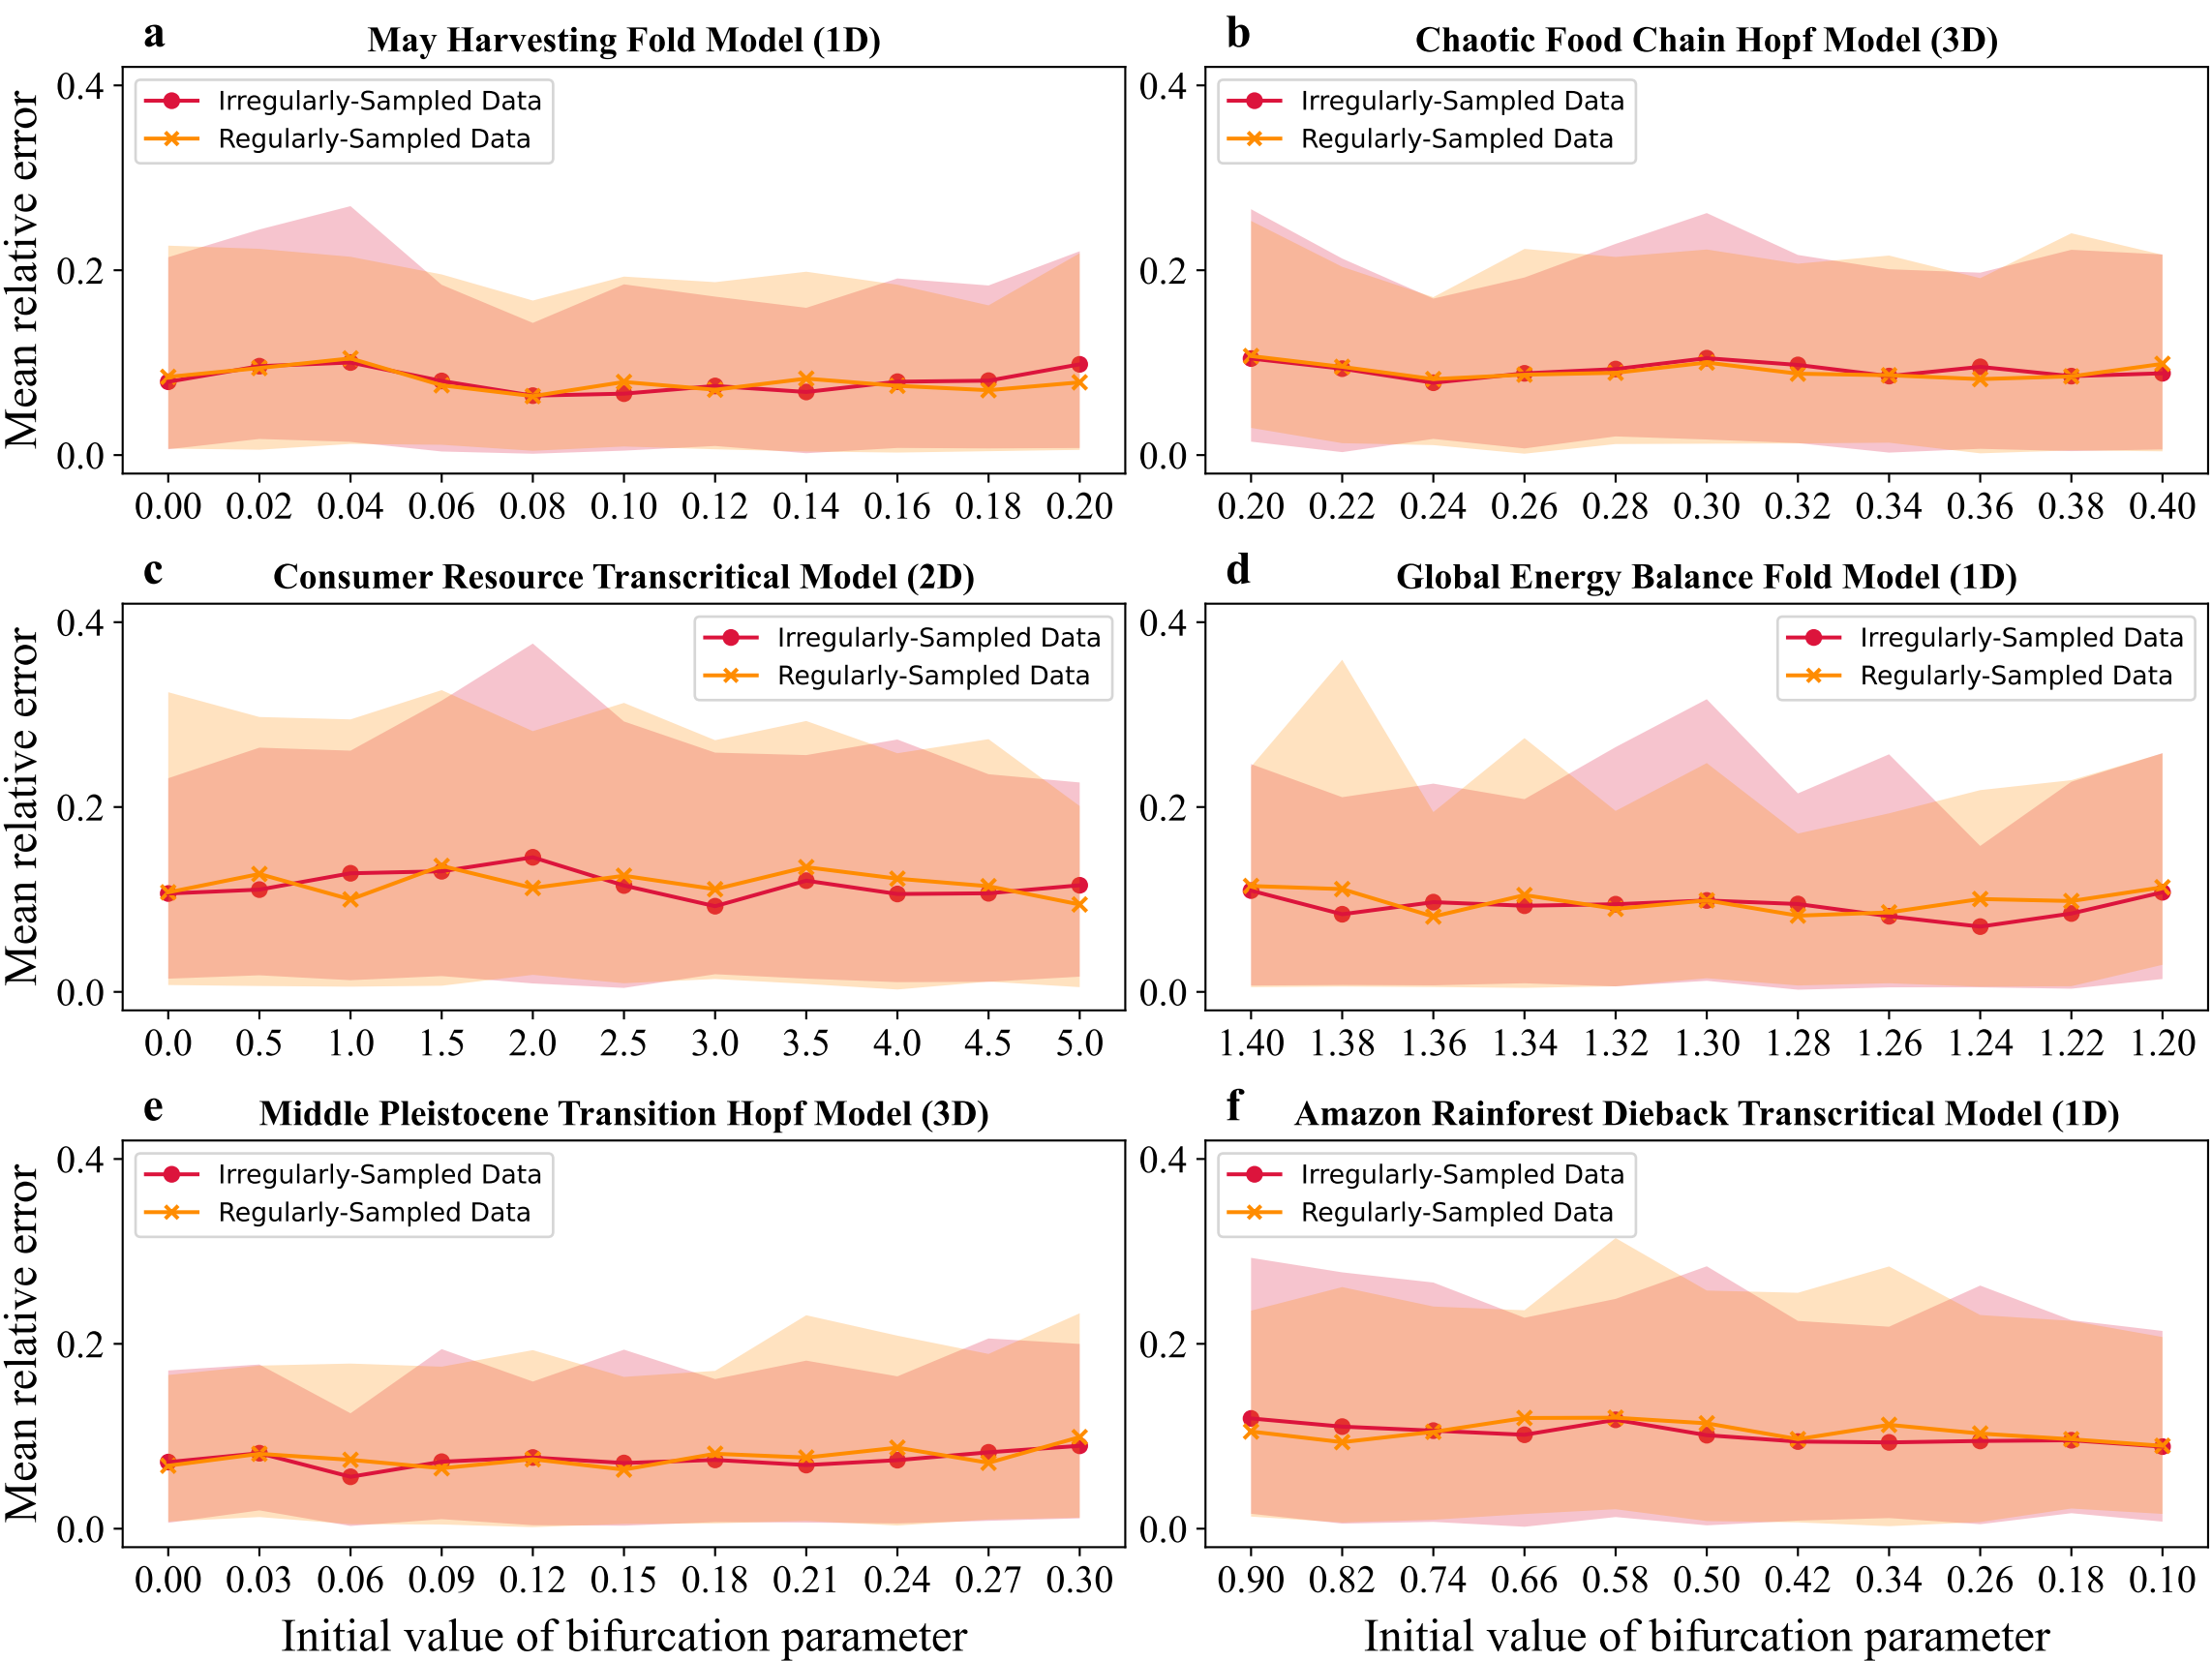 a
May Harvesting Fold Model (1D)
Mean relative error
0.4
0.2
0.0
Irregularly-Sampled Data
Regularly-Sampled Data
0.00 0.02 0.04 0.06 0.08 0.10 0.12 0.14 0.16 0.18 0.20
b
Chaotic Food Chain Hopf Model (3D)
0.4
0.2
0.0
Irregularly-Sampled Data
Regularly-Sampled Data
0.20 0.22 0.24 0.26 0.28 0.30 0.32 0.34 0.36 0.38 0.40
c
Consumer Resource Transcritical Model (2D)
Mean relative error
0.4
0.2
0.0
Irregularly-Sampled Data
Regularly-Sampled Data
0.0 0.5 1.0 1.5 2.0 2.5 3.0 3.5 4.0 4.5 5.0
d
Global Energy Balance Fold Model (1D)
0.4
0.2
0.0
Irregularly-Sampled Data
Regularly-Sampled Data
1.40 1.38 1.36 1.34 1.32 1.30 1.28 1.26 1.24 1.22 1.20
e
Middle Pleistocene Transition Hopf Model (3D)
Mean relative error
0.4
0.2
0.0
Irregularly-Sampled Data
Regularly-Sampled Data
0.00 0.03 0.06 0.09 0.12 0.15 0.18 0.21 0.24 0.27 0.30
Initial value of bifurcation parameter
f
Amazon Rainforest Dieback Transcritical Model (1D)
0.4
0.2
0.0
Irregularly-Sampled Data
Regularly-Sampled Data
0.90 0.82 0.74 0.66 0.58 0.50 0.42 0.34 0.26 0.18 0.10
Initial value of bifurcation parameter